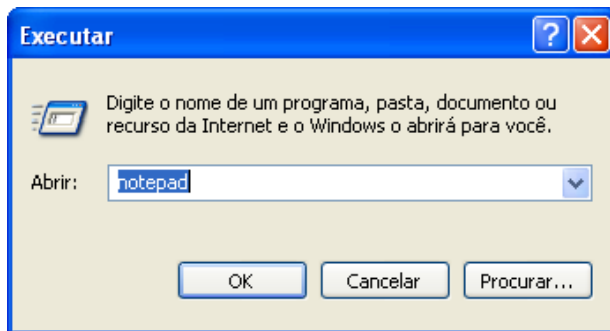 Executar
Digite o nome de um programa, pasta, documento ou
recurso da Internet e o Windows o abrirá para você.
Abrir: notepad
OK Cancelar Procurar...